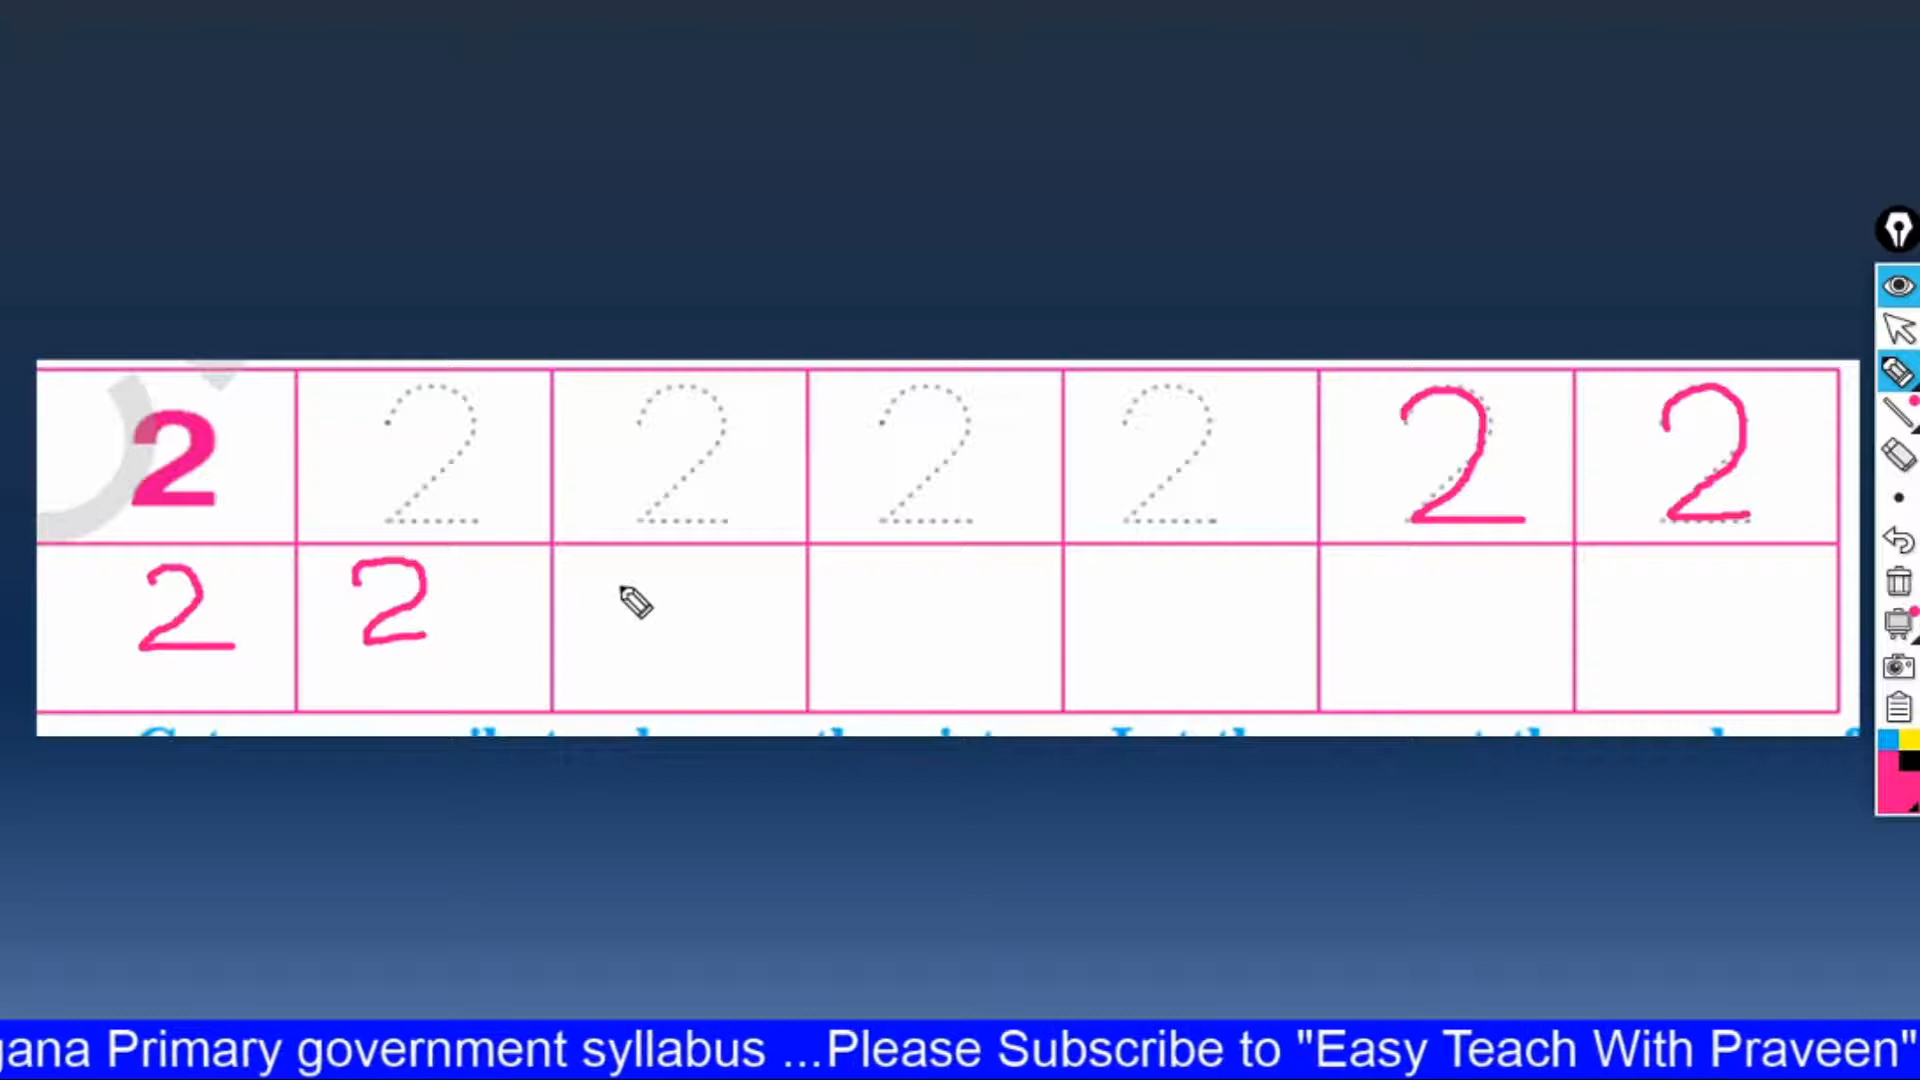 2 2 2 2 2 2 2
2 2
gana Primary government syllabus ...Please Subscribe to "Easy Teach With Praveen"